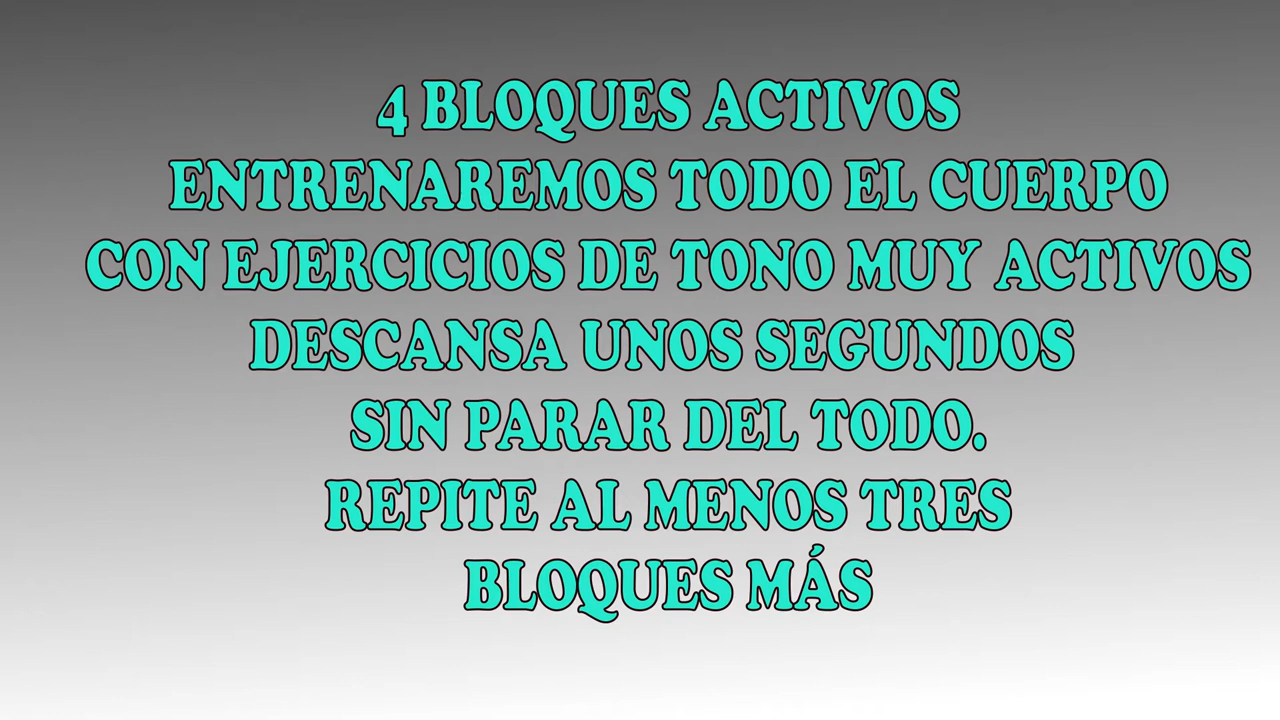 4 BLOQUES ACTIVOS
ENTRENAREMOS TODO EL CUERPO
CON EJERCICIOS DE TONO MUY ACTIVOS
DESCANSA UNOS SEGUNDOS
SIN PARAR DEL TODO.
REPITE AL MENOS TRES
BLOQUES MÁS